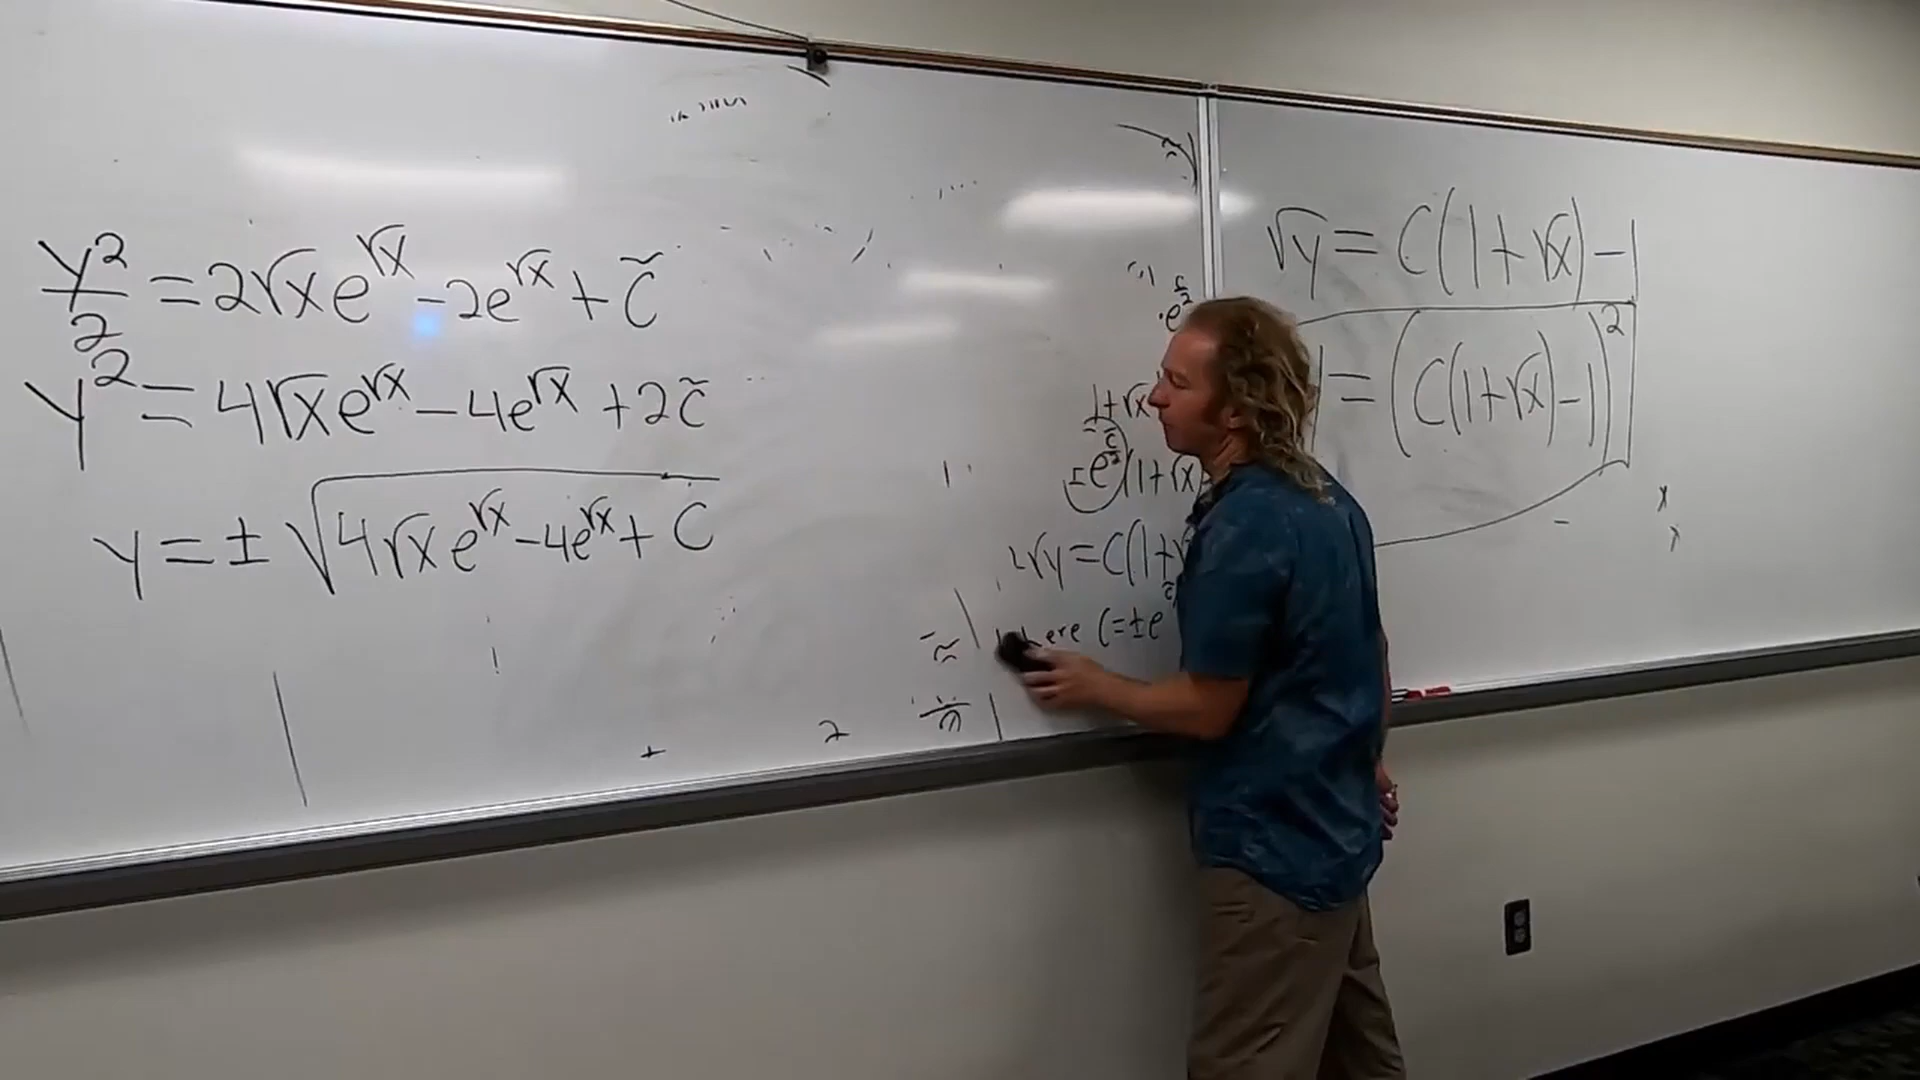 y²/2 = 2√x e^√x - 2e^√x + c̃
y² = 4√x e^√x - 4e^√x + 2c̃
y = ± √(4√x e^√x - 4e^√x + C)
1+√x
±e^(c̃/2) (1+√x
√y = C(1+√
where C = ±e
√y = C(1+√x) - 1
= (C(1+√x) - 1)²